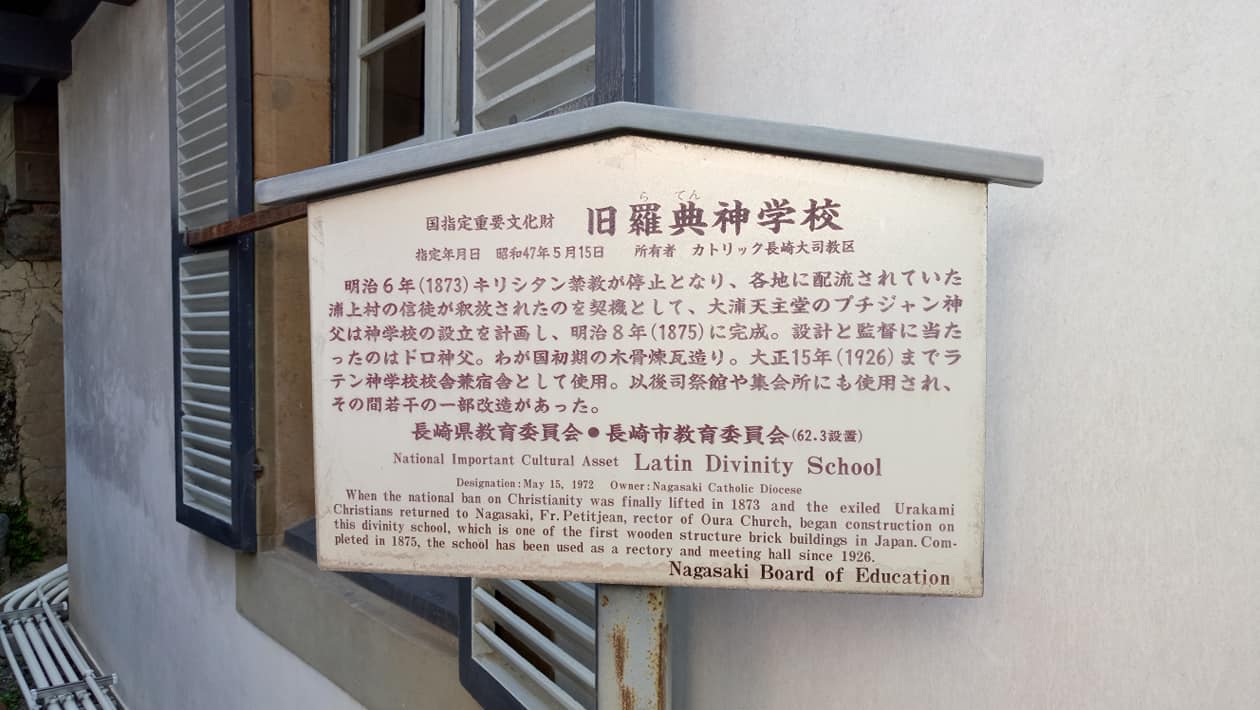 国指定重要文化財 旧羅典神学校
らてん
指定年月日 昭和47年5月15日 所有者 カトリック長崎大司教区
明治6年(1873)キリシタン禁教が停止となり、各地に配流されていた
浦上村の信徒が釈放されたのを契機として、大浦天主堂のプチジャン神
父は神学校の設立を計画し、明治8年(1875)に完成。設計と監督に当た
ったのはドロ神父。わが国初期の木骨煉瓦造り。大正15年(1926)までラ
テン神学校校舎兼宿舎として使用。以後司祭館や集会所にも使用され、
その間若干の一部改造があった。
長崎県教育委員会●長崎市教育委員会(62.3設置)
National Important Cultural Asset Latin Divinity School
Designation: May 15, 1972 Owner: Nagasaki Catholic Diocese
When the national ban on Christianity was finally lifted in 1873 and the exiled Urakami
Christians returned to Nagasaki, Fr. Petitjean, rector of Oura Church, began construction on
this divinity school, which is one of the first wooden structure brick buildings in Japan. Com-
pleted in 1875, the school has been used as a rectory and meeting hall since 1926.
Nagasaki Board of Education